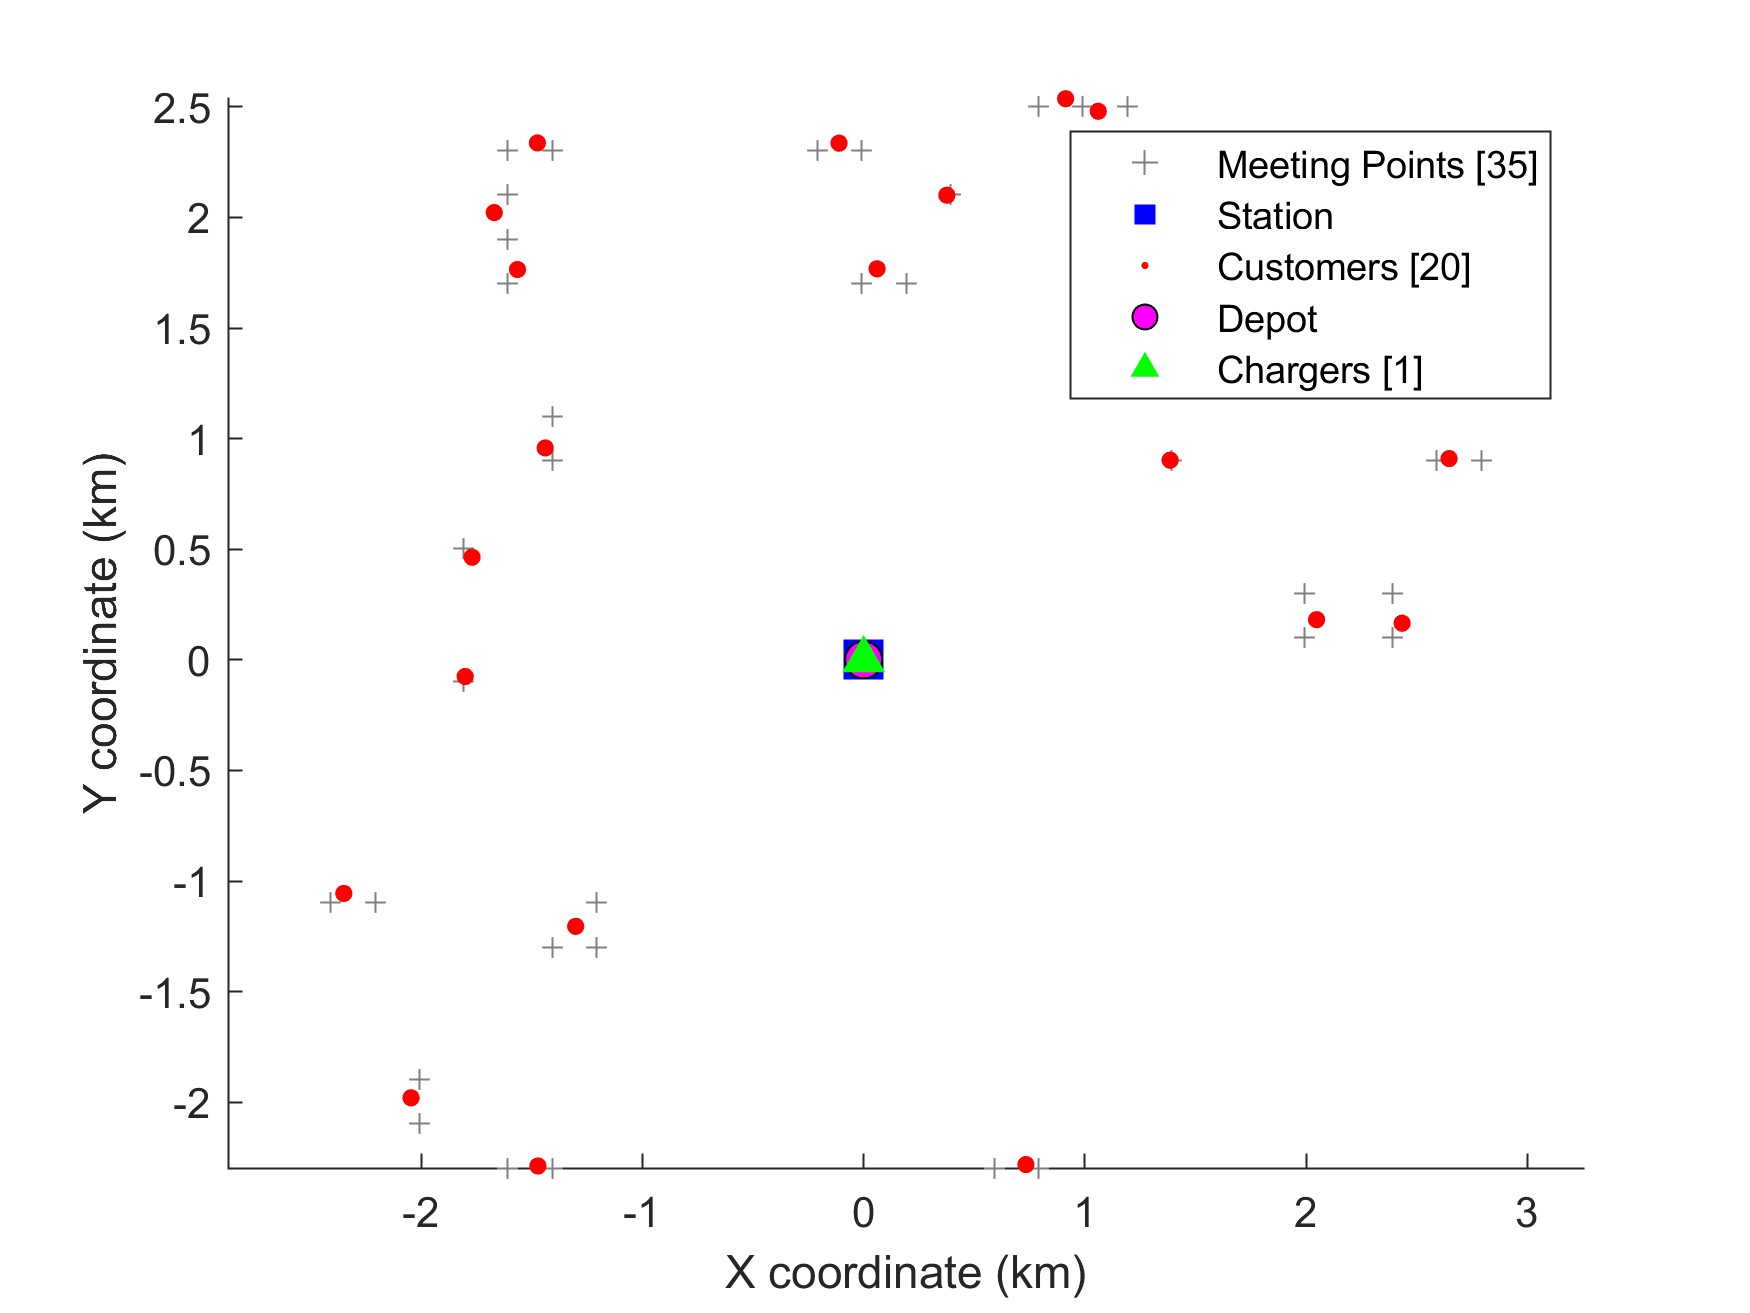 2.5
2
1.5
1
0.5
0
-0.5
-1
-1.5
-2
Y coordinate (km)
Meeting Points [35]
Station
Customers [20]
Depot
Chargers [1]
-2
-1
0
1
2
3
X coordinate (km)